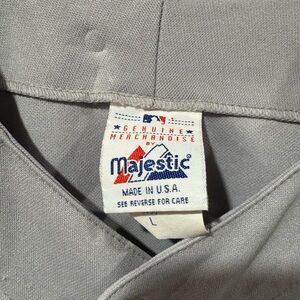 GENUINE
MERCHANDISE
BY
Majestic®
MADE IN U.S.A.
SEE REVERSE FOR CARE
L